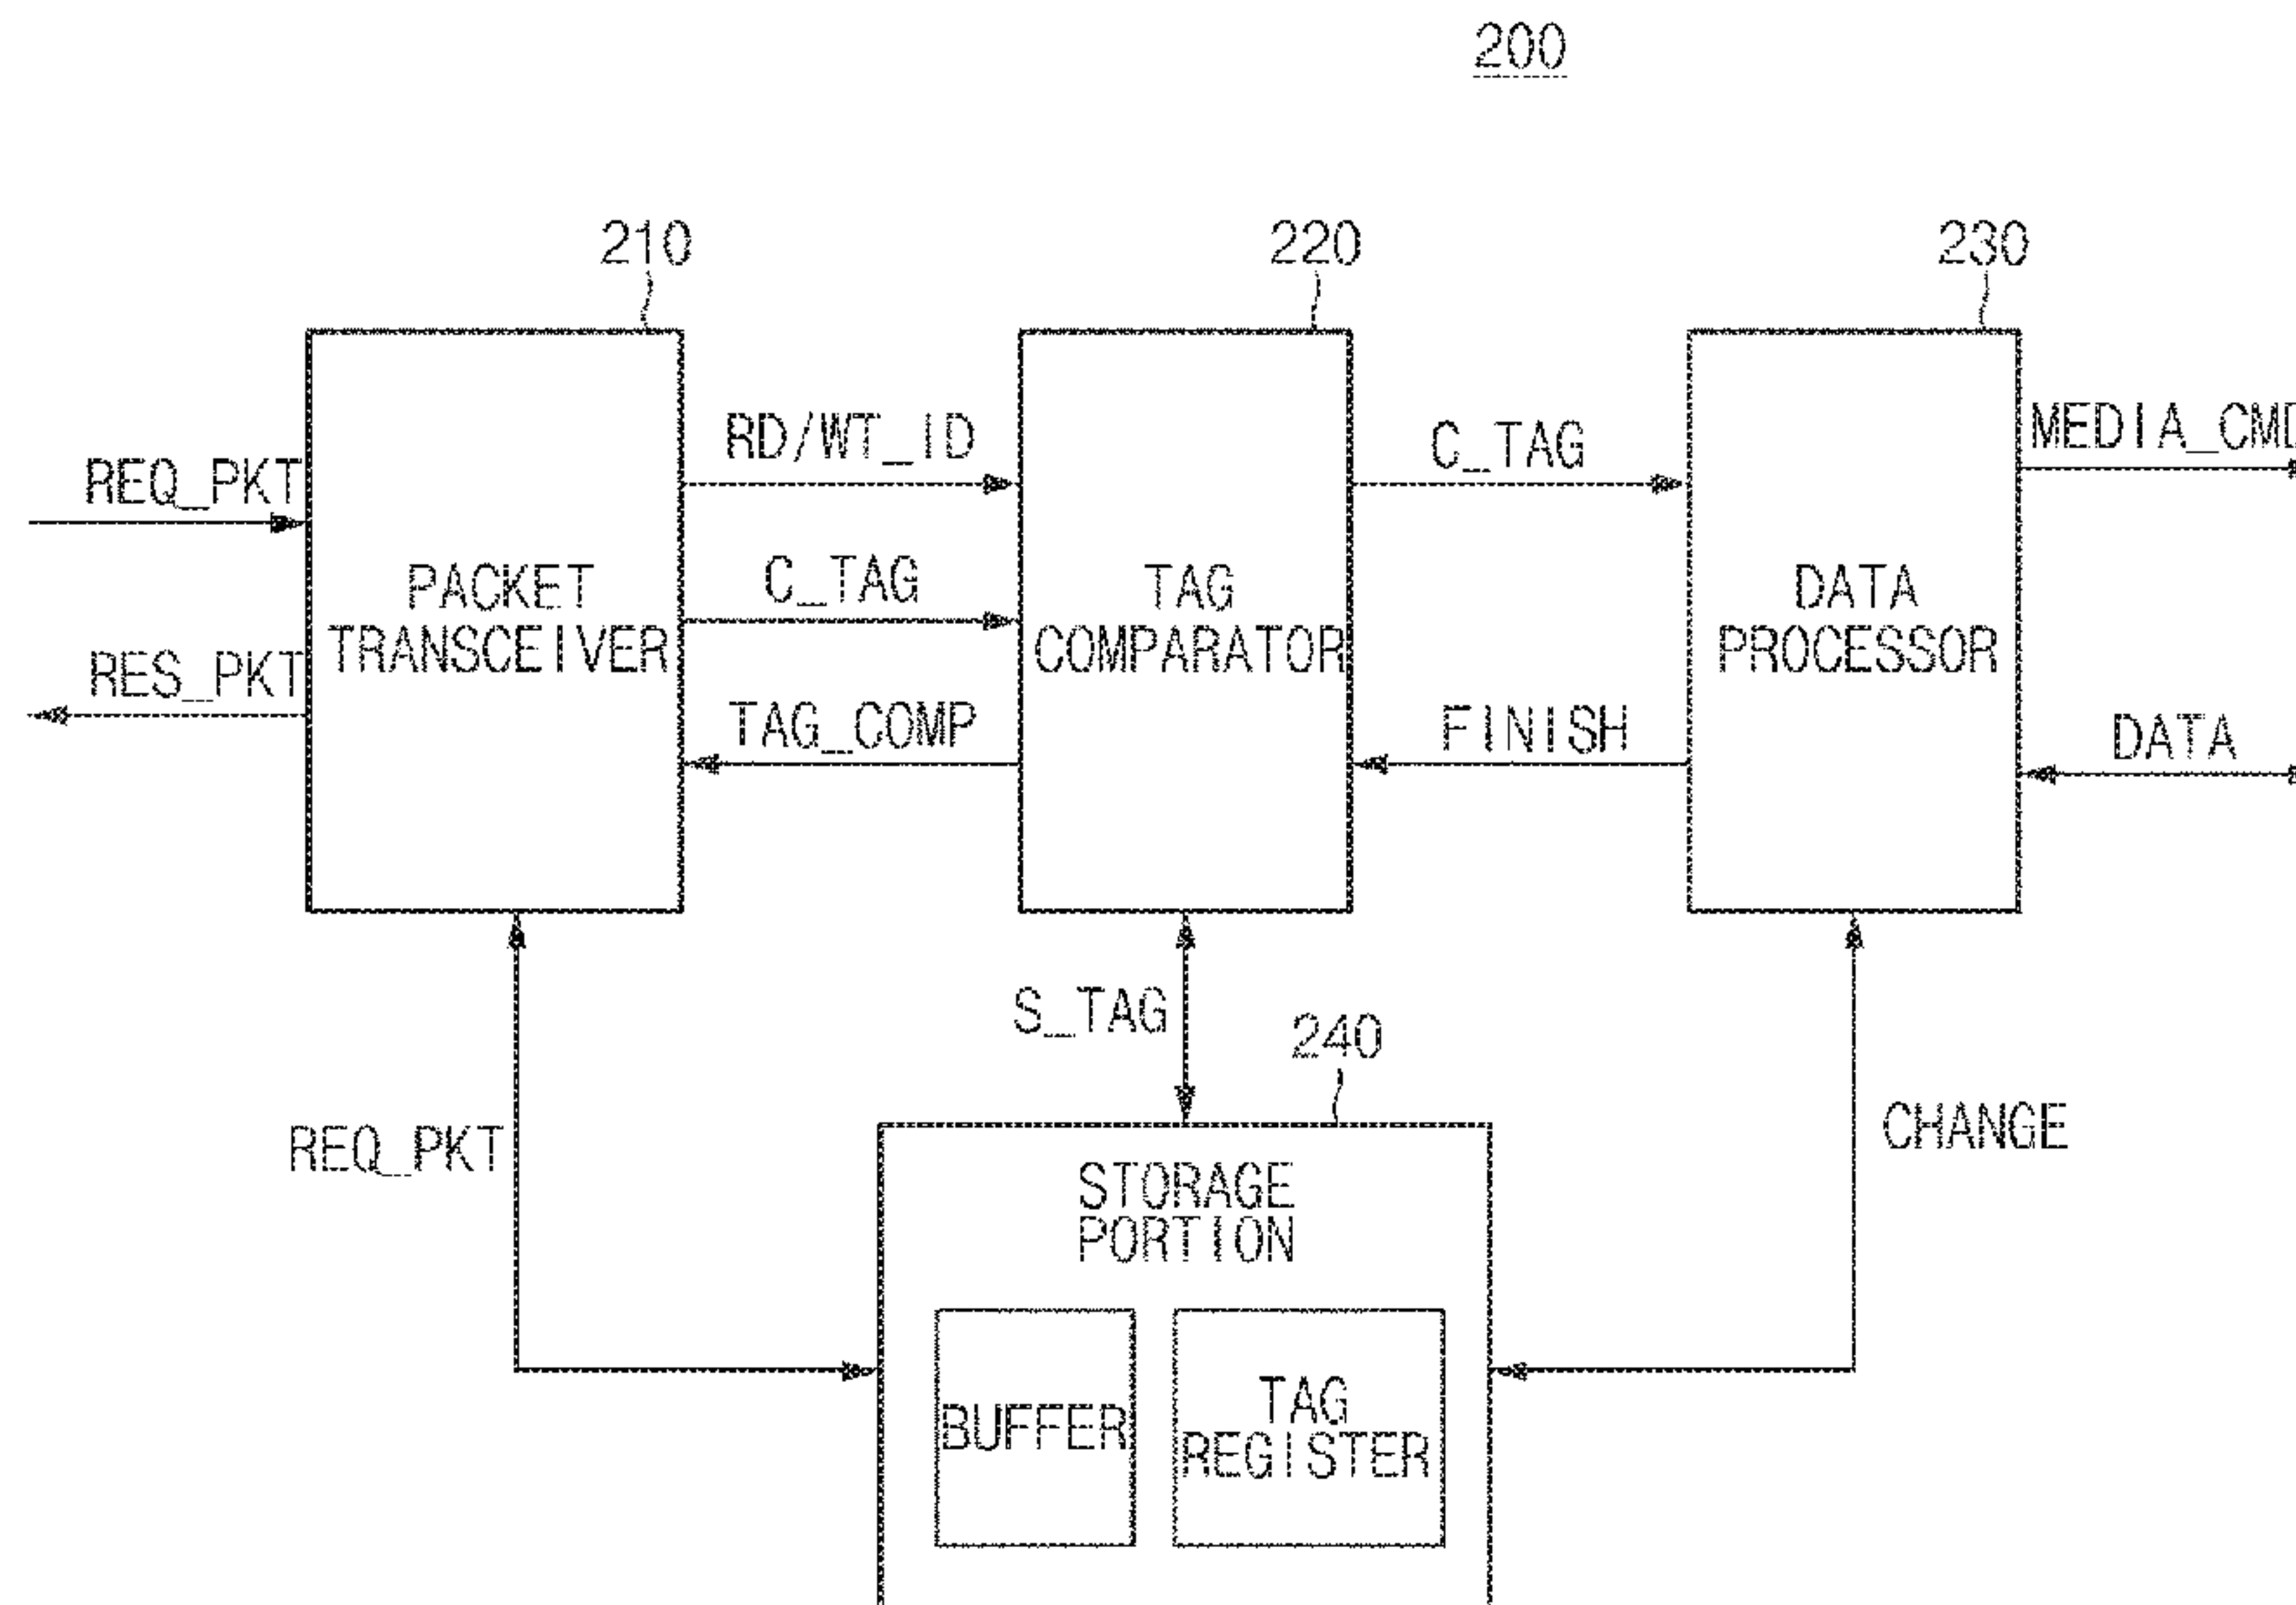 200
210
220
230
REQ_PKT
RES_PKT
PACKET
TRANSCEIVER
RD/WT_ID
C_TAG
TAG_COMP
TAG
COMPARATOR
C_TAG
FINISH
DATA
PROCESSOR
MEDIA_CMD
DATA
REQ_PKT
S_TAG
240
CHANGE
STORAGE
PORTION
BUFFER
TAG
REGISTER